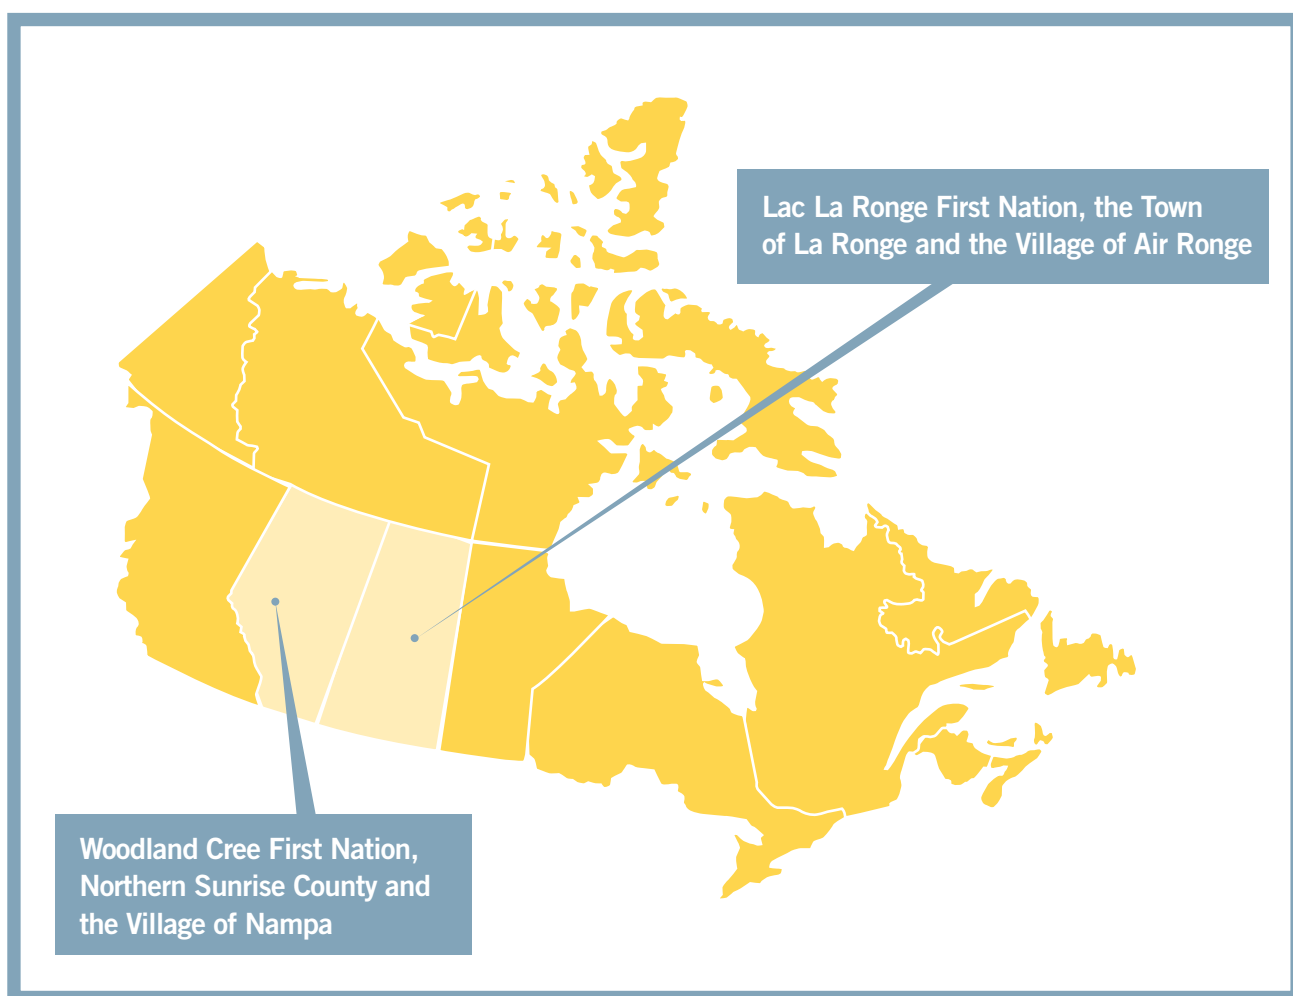 Lac La Ronge First Nation, the Town
of La Ronge and the Village of Air Ronge
Woodland Cree First Nation,
Northern Sunrise County and
the Village of Nampa